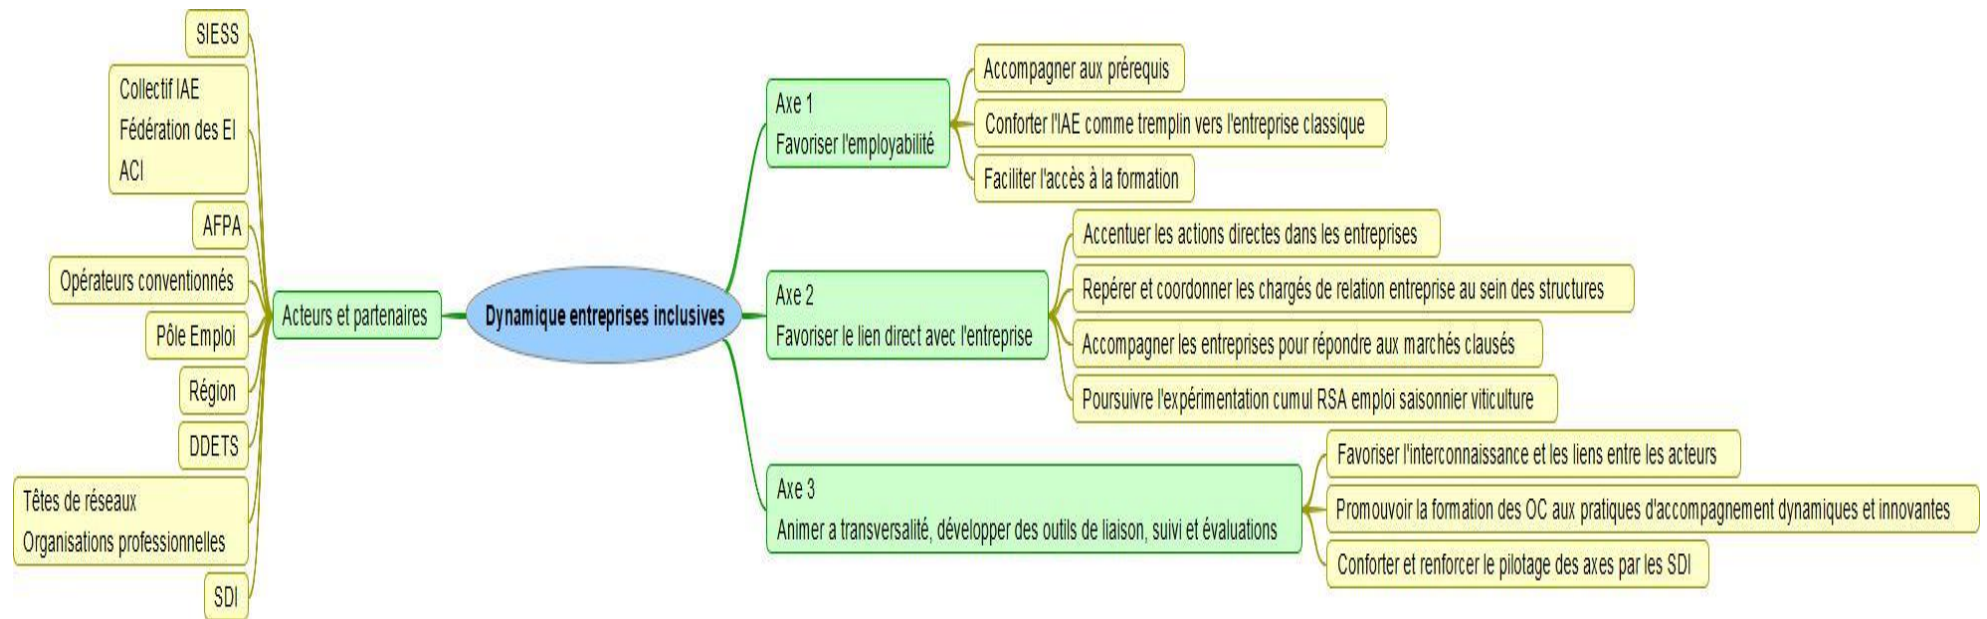 SIESS
Collectif IAE
Fédération des EI
ACI
AFPA
Opérateurs conventionnés
Pôle Emploi
Région
DDETS
Têtes de réseaux
Organisations professionnelles
SDI
Acteurs et partenaires
Dynamique entreprises inclusives
Axe 1
Favoriser l'employabilité
Accompagner aux prérequis
Conforter l'IAE comme tremplin vers l'entreprise classique
Faciliter l'accès à la formation
Axe 2
Favoriser le lien direct avec l'entreprise
Accentuer les actions directes dans les entreprises
Repérer et coordonner les chargés de relation entreprise au sein des structures
Accompagner les entreprises pour répondre aux marchés clausés
Poursuivre l'expérimentation cumul RSA emploi saisonnier viticulture
Axe 3
Animer a transversalité, développer des outils de liaison, suivi et évaluations
Favoriser l'interconnaissance et les liens entre les acteurs
Promouvoir la formation des OC aux pratiques d'accompagnement dynamiques et innovantes
Conforter et renforcer le pilotage des axes par les SDI